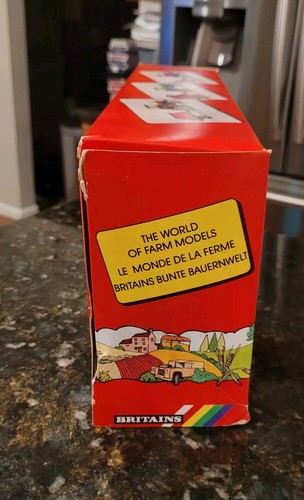 THE WORLD
OF FARM MODELS
LE MONDE DE LA FERME
BRITAINS BUNTE BAUERNWELT
BRITAINS